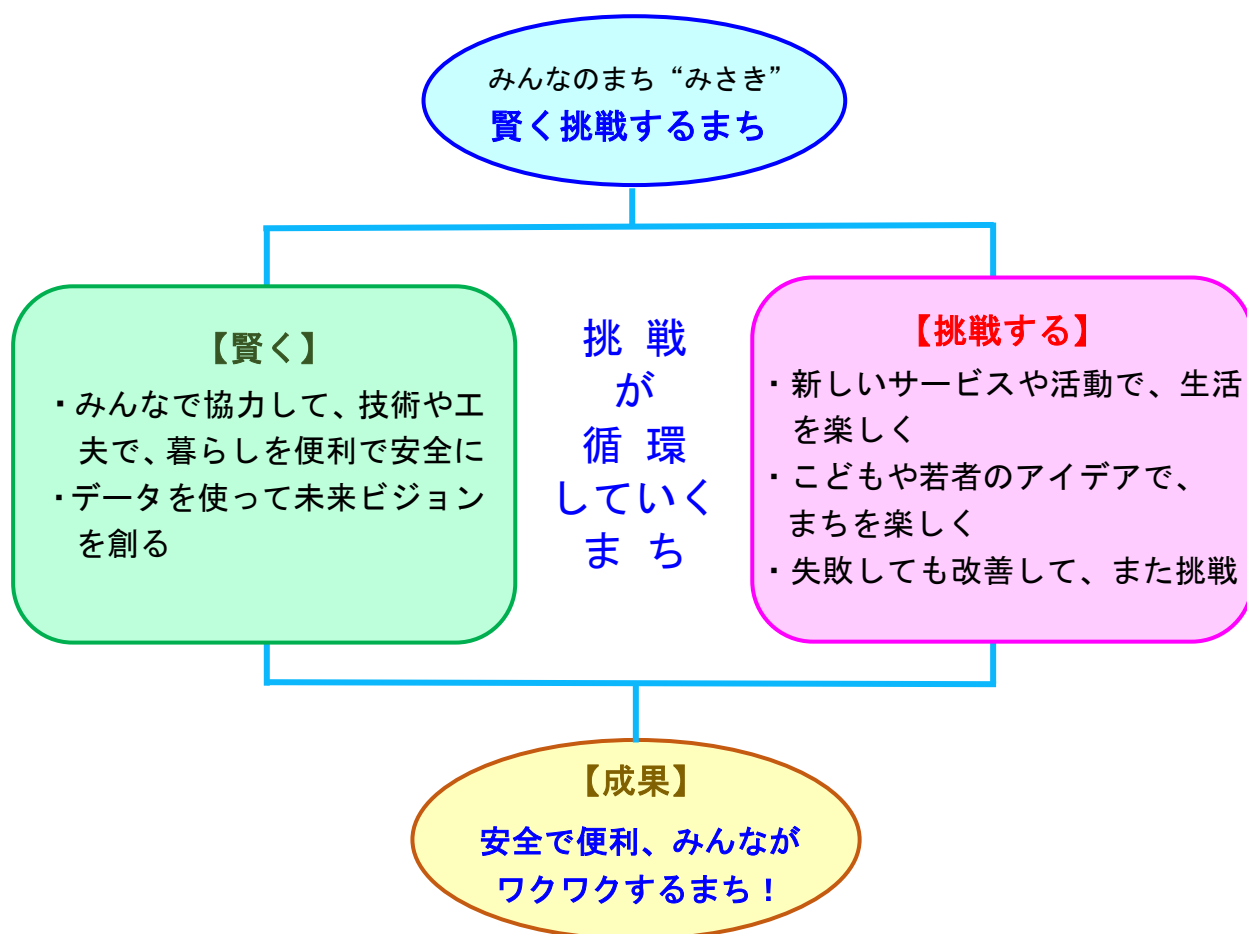 みんなのまち“みさき”
賢く挑戦するまち
【賢く】
・みんなで協力して、技術や工
夫で、暮らしを便利で安全に
・データを使って未来ビジョン
を創る
挑 戦
が
循 環
していく
ま ち
【挑戦する】
・新しいサービスや活動で、生活
を楽しく
・こどもや若者のアイデアで、
まちを楽しく
・失敗しても改善して、また挑戦
【成果】
安全で便利、みんなが
ワクワクするまち！